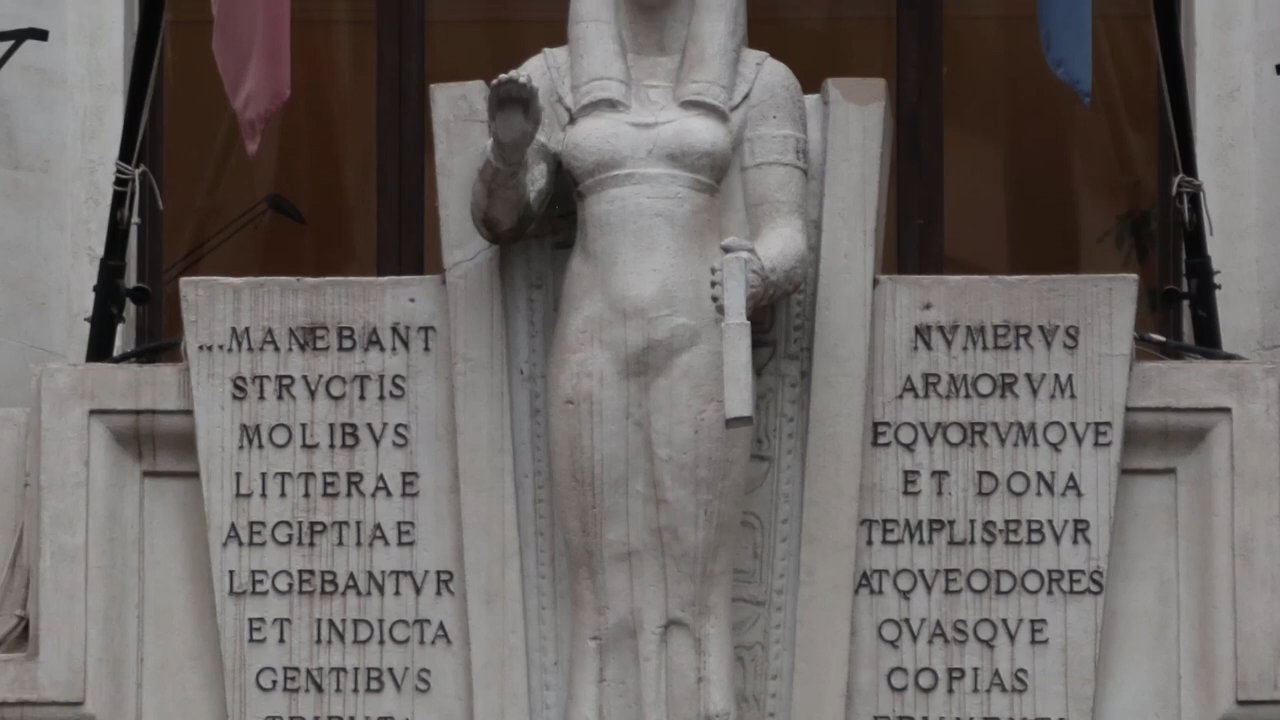 ...MANEBANT
STRVCTIS
MOLIBVS
LITTERAE
AEGIPTIAE
LEGEBANTVR
ET INDICTA
GENTIBVS
NVMERVS
ARMORVM
EQVORVMQVE
ET DONA
TEMPLIS·EBVR
ATQVEODORES
QVASQVE
COPIAS